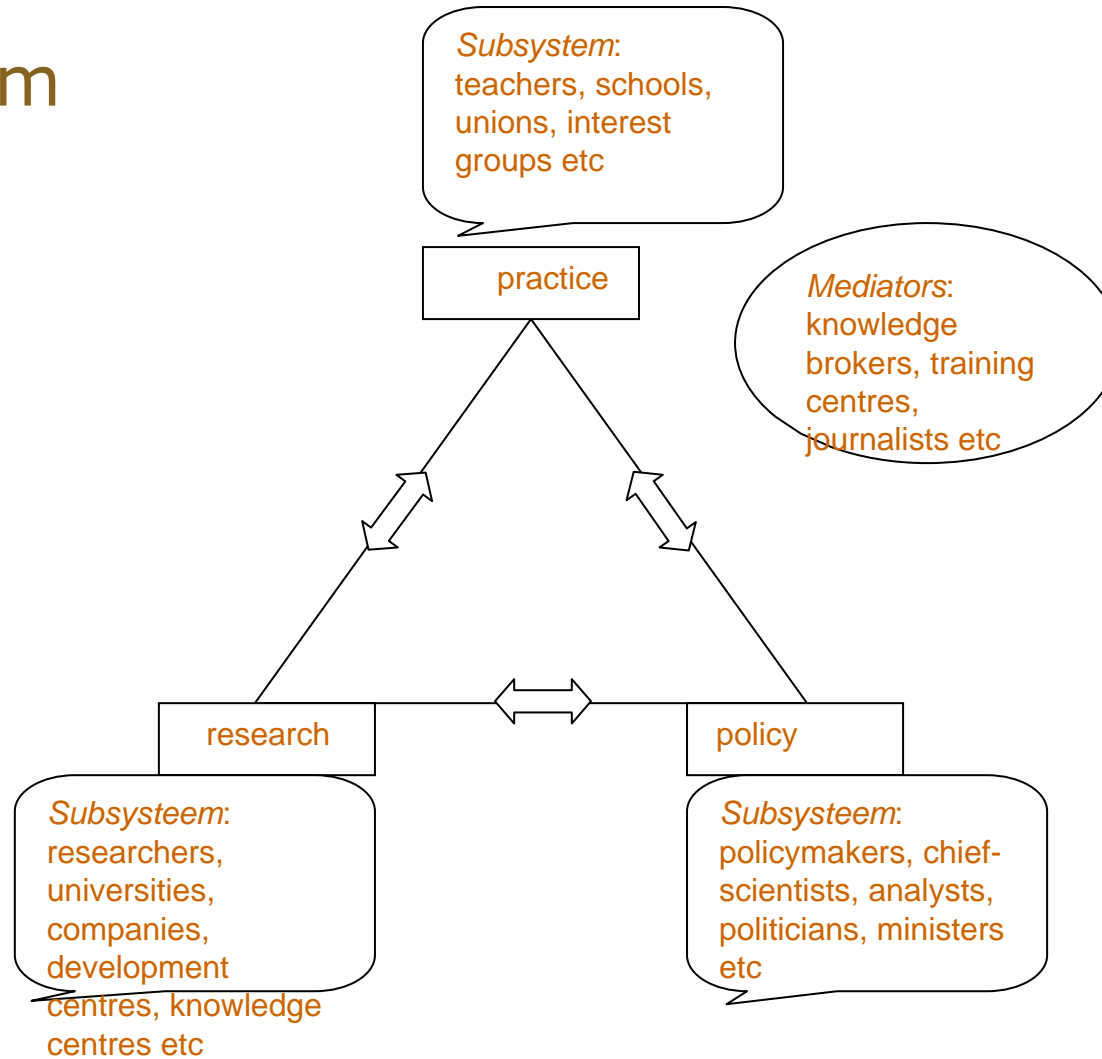 m
Subsystem:
teachers, schools,
unions, interest
groups etc
practice
Mediators:
knowledge
brokers, training
centres,
journalists etc
research
policy
Subsysteem:
researchers,
universities,
companies,
development
centres, knowledge
centres etc
Subsysteem:
policymakers, chief-
scientists, analysts,
politicians, ministers
etc